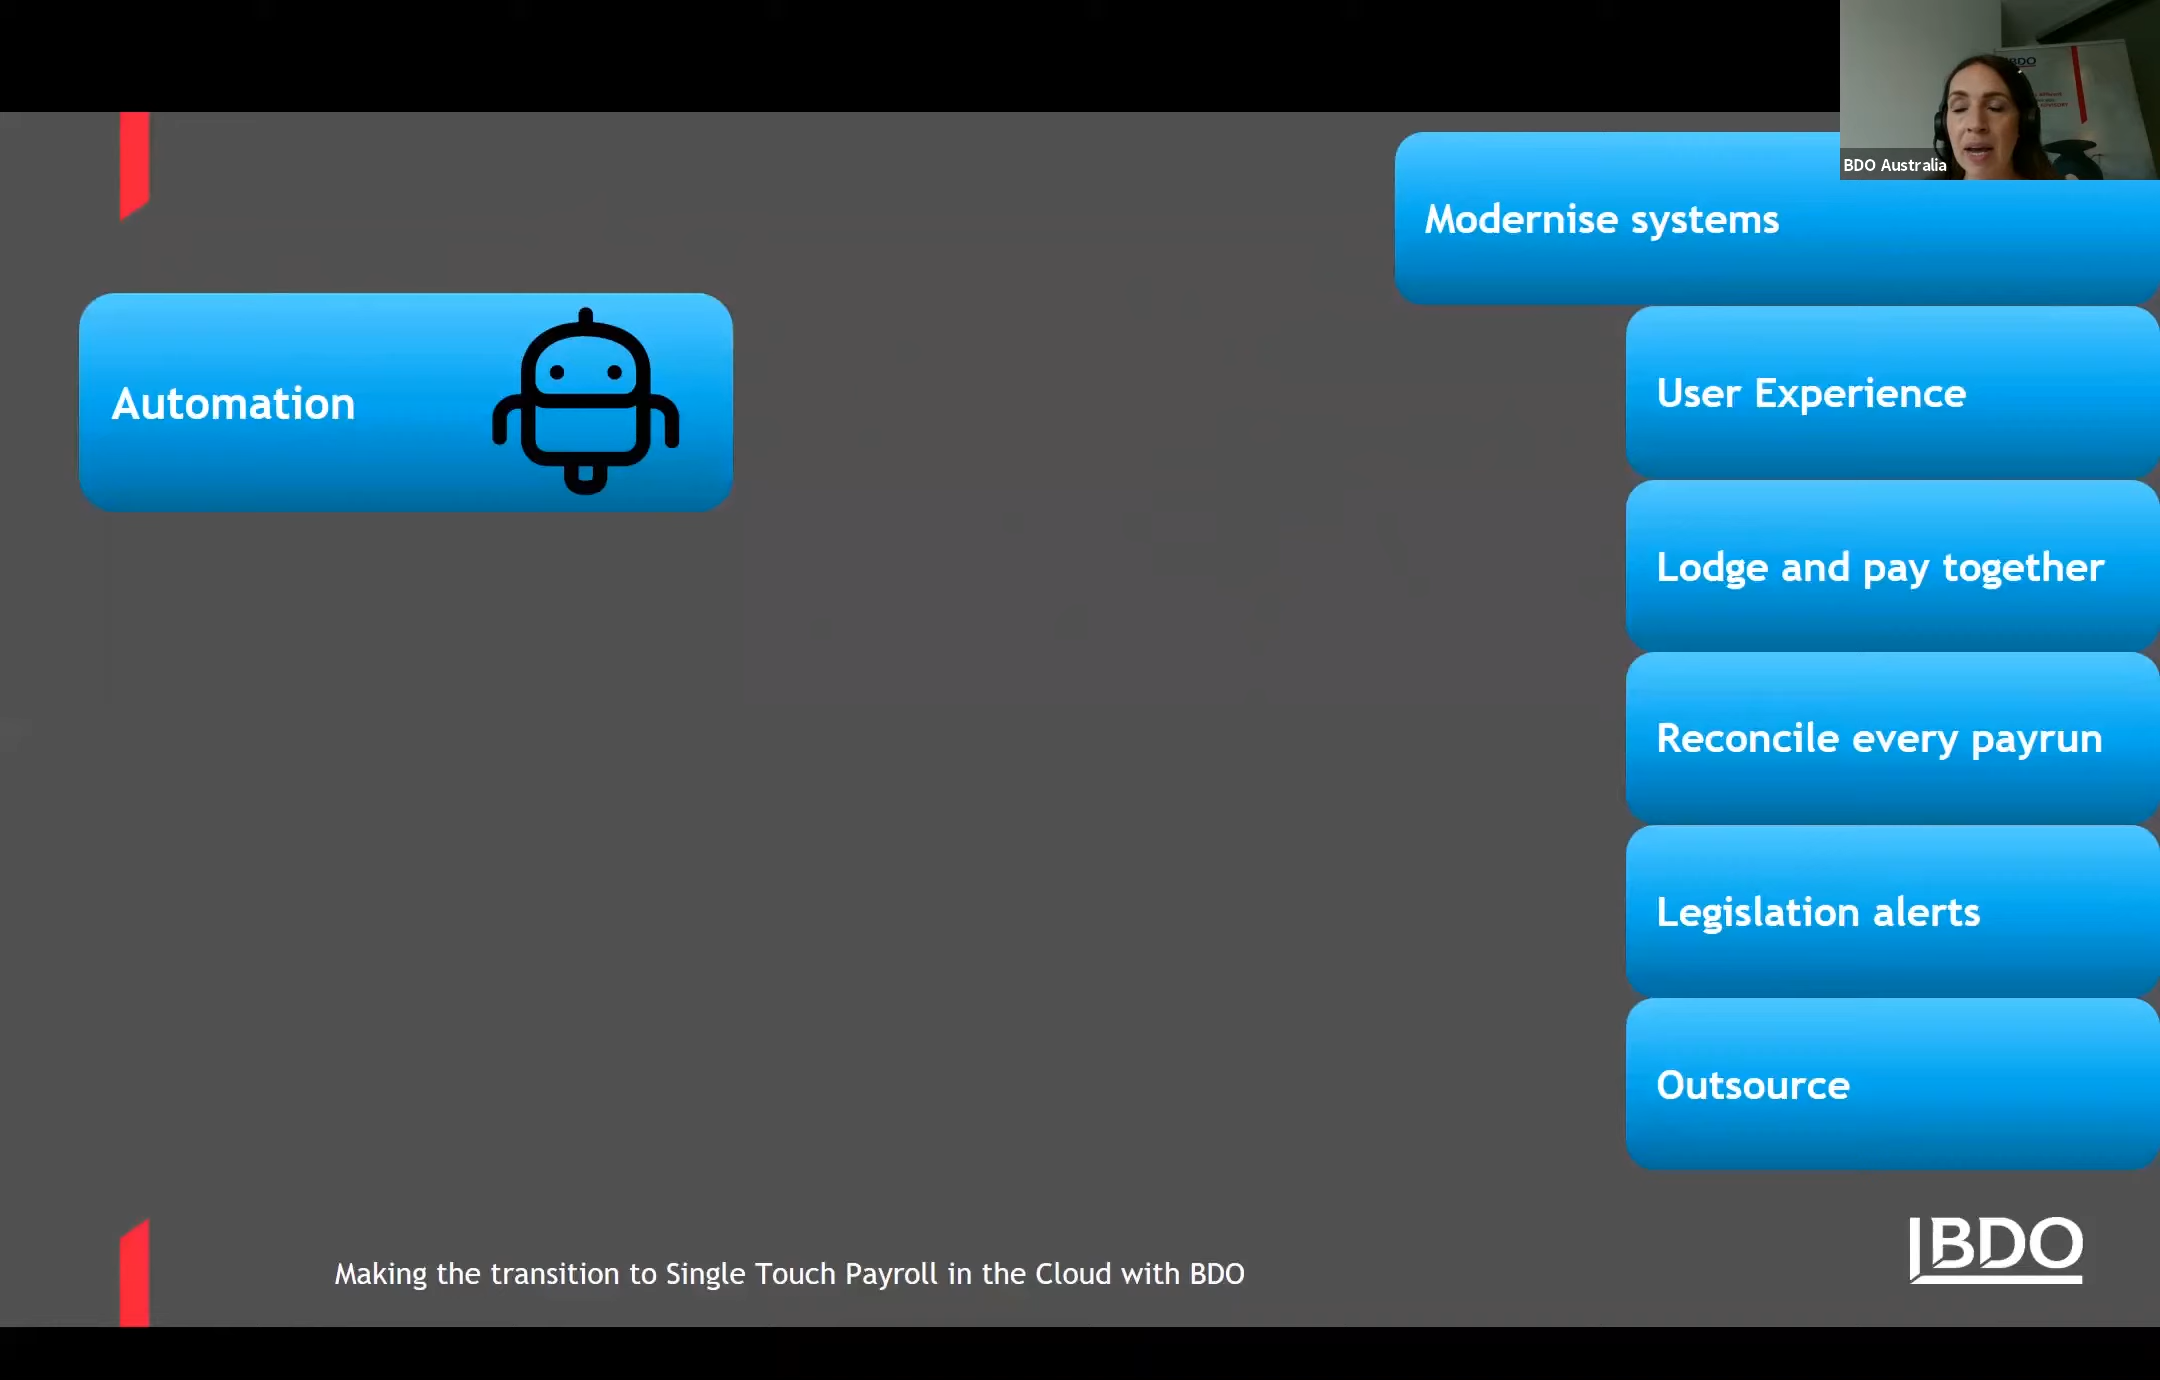 BDO
BDO Australia
Modernise systems
Automation
User Experience
Lodge and pay together
Reconcile every payrun
Legislation alerts
Outsource
Making the transition to Single Touch Payroll in the Cloud with BDO
BDO